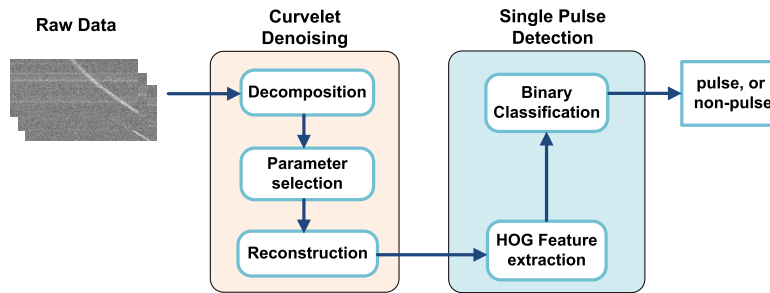 Raw Data
Curvelet
Denoising
Decomposition
Parameter
selection
Reconstruction
Single Pulse
Detection
Binary
Classification
HOG Feature
extraction
pulse, or
non-pulse